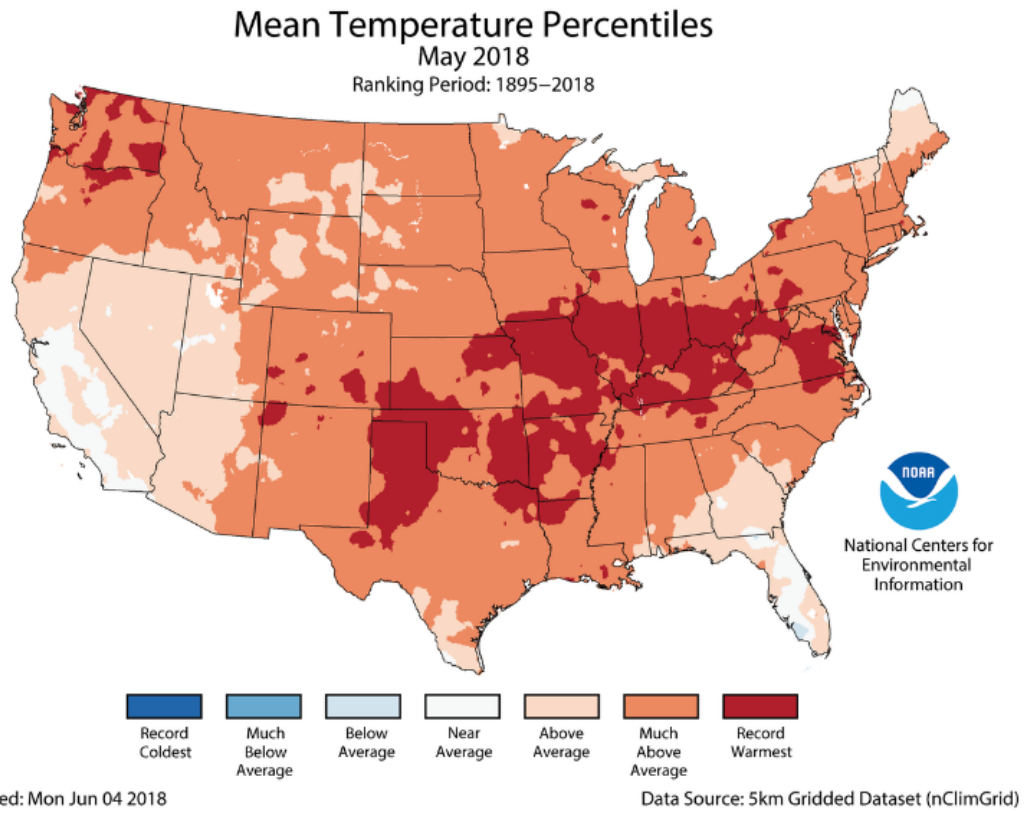 Mean Temperature Percentiles
May 2018
Ranking Period: 1895–2018
NOAA
National Centers for
Environmental
Information
Record
Coldest
Much
Below
Average
Below
Average
Near
Average
Above
Average
Much
Above
Average
Record
Warmest
ed: Mon Jun 04 2018
Data Source: 5km Gridded Dataset (nClimGrid)